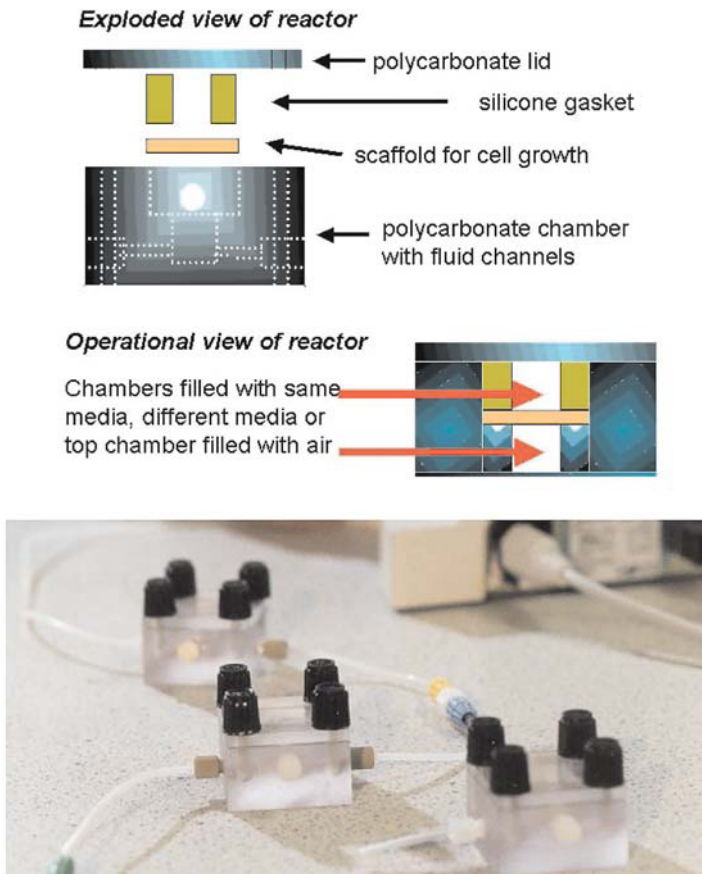 Exploded view of reactor
polycarbonate lid
silicone gasket
scaffold for cell growth
polycarbonate chamber
with fluid channels
Operational view of reactor
Chambers filled with same
media, different media or
top chamber filled with air